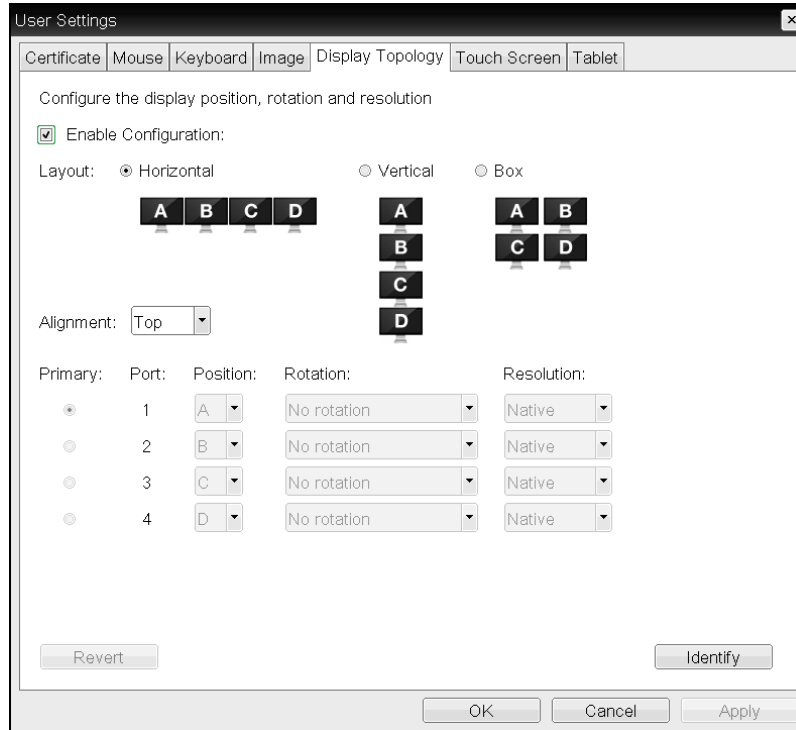 User Settings
Certificate Mouse Keyboard Image Display Topology Touch Screen Tablet
Configure the display position, rotation and resolution
Enable Configuration:
Layout: Horizontal Vertical Box
A B C D A A B
B C D
C
D
Alignment: Top
Primary: Port: Position: Rotation: Resolution:
1 A No rotation Native
2 B No rotation Native
3 C No rotation Native
4 D No rotation Native
Revert Identify
OK Cancel Apply